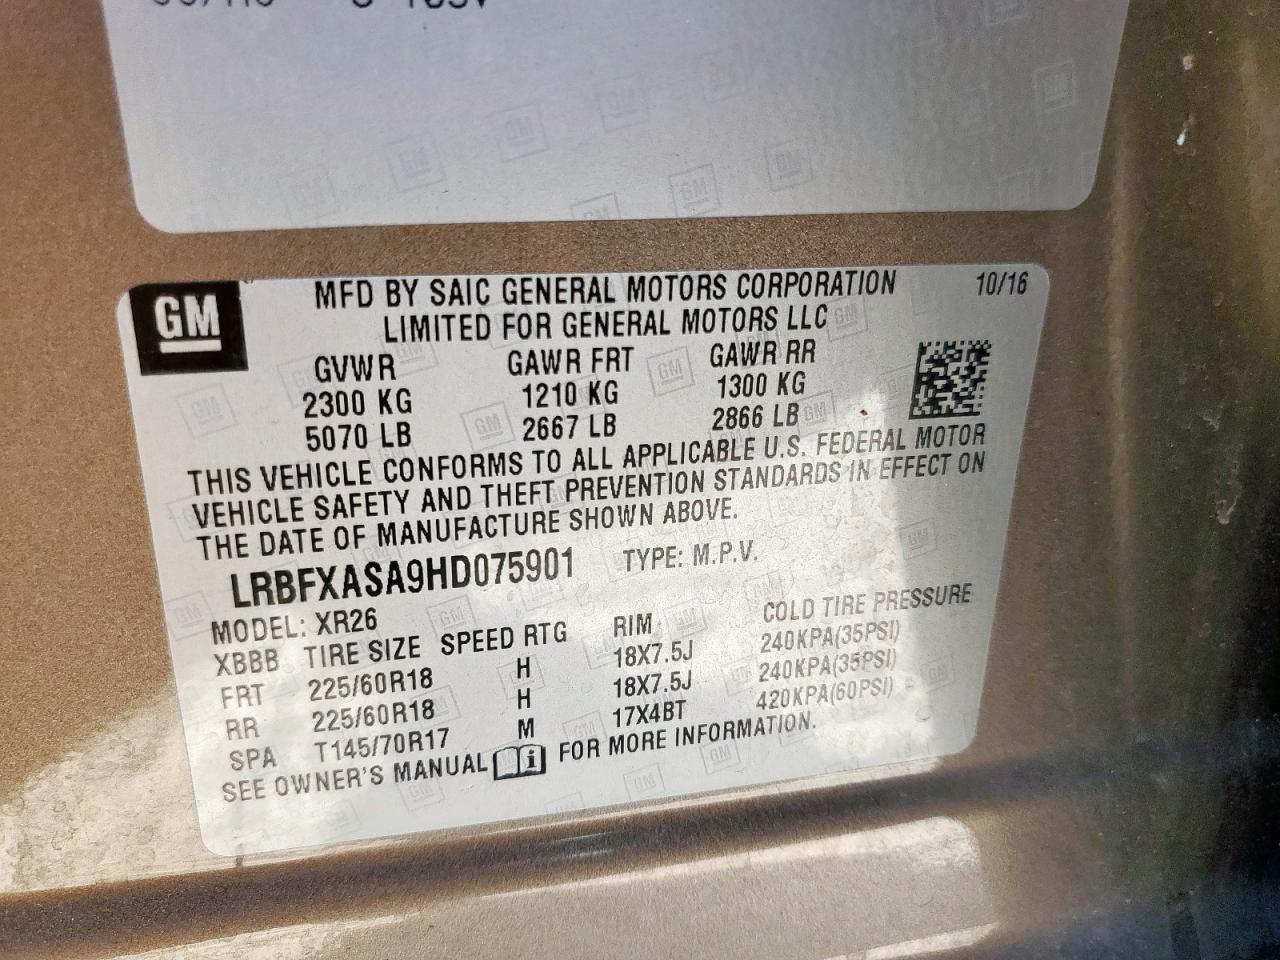 GM
MFD BY SAIC GENERAL MOTORS CORPORATION 10/16
LIMITED FOR GENERAL MOTORS LLC
GVWR GAWR FRT GAWR RR
2300 KG 1210 KG 1300 KG
5070 LB 2667 LB 2866 LB
THIS VEHICLE CONFORMS TO ALL APPLICABLE U.S. FEDERAL MOTOR
VEHICLE SAFETY AND THEFT PREVENTION STANDARDS IN EFFECT ON
THE DATE OF MANUFACTURE SHOWN ABOVE.
LRBFXASA9HD075901 TYPE: M.P.V.
MODEL: XR26
XBBB TIRE SIZE SPEED RTG RIM COLD TIRE PRESSURE
FRT 225/60R18 H 18X7.5J 240KPA(35PSI)
RR 225/60R18 H 18X7.5J 240KPA(35PSI)
SPA T145/70R17 M 17X4BT 420KPA(60PSI)
SEE OWNER'S MANUAL FOR MORE INFORMATION.